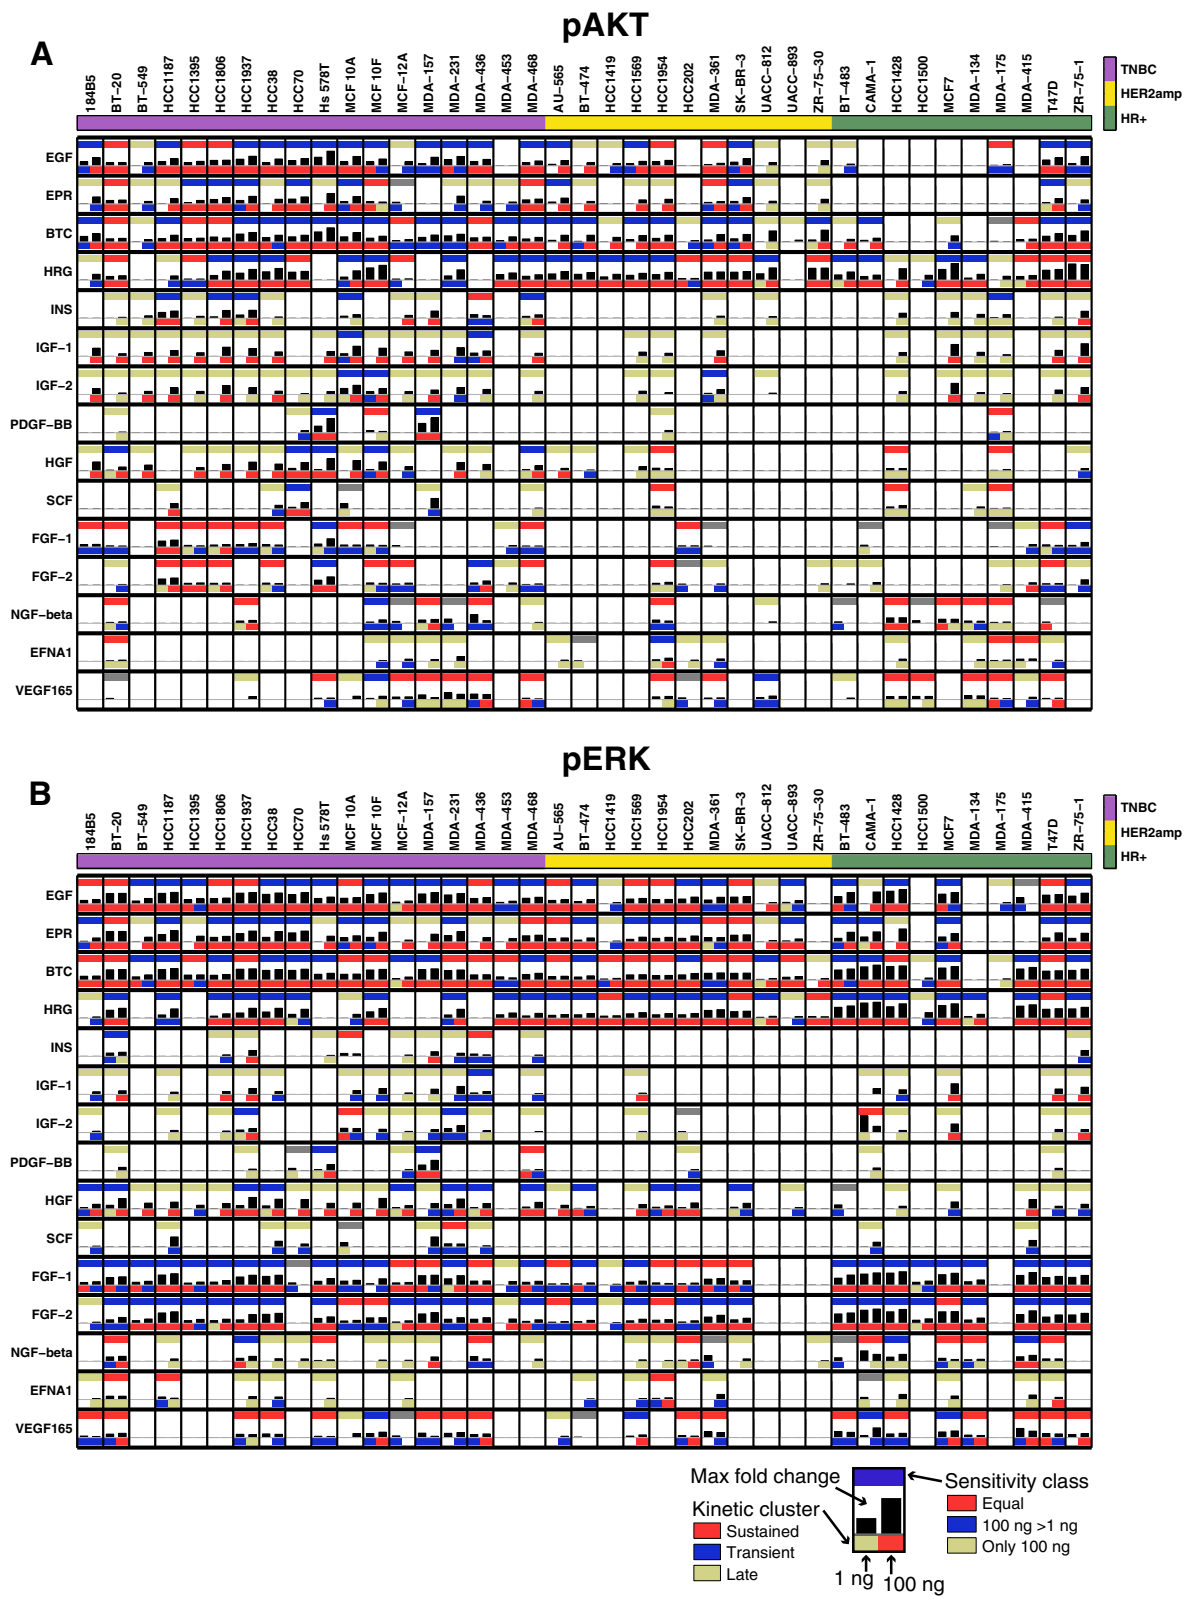 pAKT
A
184B5 BT-20 BT-549 HCC1187 HCC1395 HCC1806 HCC1937 HCC38 HCC70 Hs 578T MCF 10A MCF 10F MCF-12A MDA-157 MDA-231 MDA-436 MDA-453 MDA-468 AU-565 BT-474 HCC1419 HCC1569 HCC1954 HCC202 MDA-361 SK-BR-3 UACC-812 UACC-893 ZR-75-30 BT-483 CAMA-1 HCC1428 HCC1500 MCF7 MDA-134 MDA-175 MDA-415 T47D ZR-75-1
TNBC
HER2amp
HR+
EGF
EPR
BTC
HRG
INS
IGF-1
IGF-2
PDGF-BB
HGF
SCF
FGF-1
FGF-2
NGF-beta
EFNA1
VEGF165
pERK
B
184B5 BT-20 BT-549 HCC1187 HCC1395 HCC1806 HCC1937 HCC38 HCC70 Hs 578T MCF 10A MCF 10F MCF-12A MDA-157 MDA-231 MDA-436 MDA-453 MDA-468 AU-565 BT-474 HCC1419 HCC1569 HCC1954 HCC202 MDA-361 SK-BR-3 UACC-812 UACC-893 ZR-75-30 BT-483 CAMA-1 HCC1428 HCC1500 MCF7 MDA-134 MDA-175 MDA-415 T47D ZR-75-1
TNBC
HER2amp
HR+
EGF
EPR
BTC
HRG
INS
IGF-1
IGF-2
PDGF-BB
HGF
SCF
FGF-1
FGF-2
NGF-beta
EFNA1
VEGF165
Max fold change
Sensitivity class
Kinetic cluster
Equal
Sustained
100 ng >1 ng
Transient
Only 100 ng
Late
1 ng
100 ng